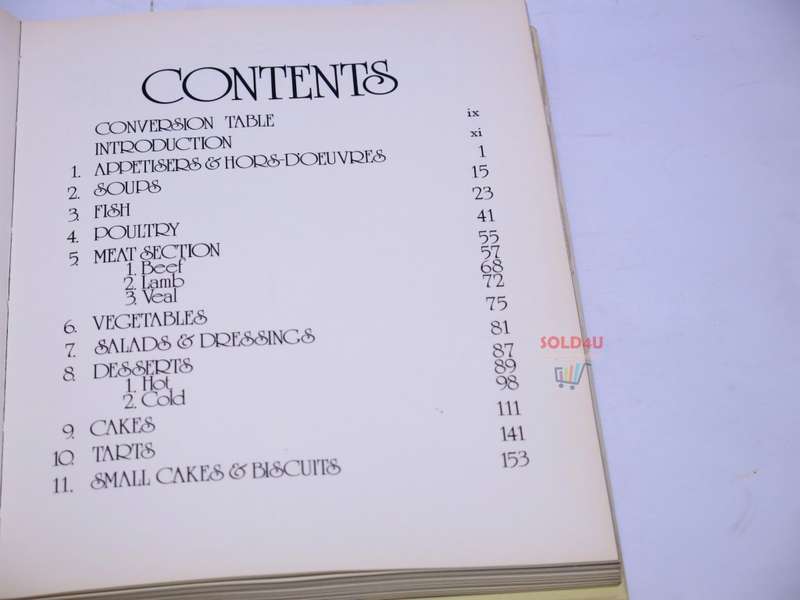 CONTENTS
CONVERSION TABLE ix
INTRODUCTION xi
1. APPETISERS & HORS-D'OEUVRES 1
2. SOUPS 15
3. FISH 23
4. POULTRY 41
5. MEAT SECTION 55
1. Beef 57
2. Lamb 68
3. Veal 72
6. VEGETABLES 75
7. SALADS & DRESSINGS 81
8. DESSERTS 87
1. Hot 89
2. Cold 98
9. CAKES 111
10. TARTS 141
11. SMALL CAKES & BISCUITS 153
SOLD4U